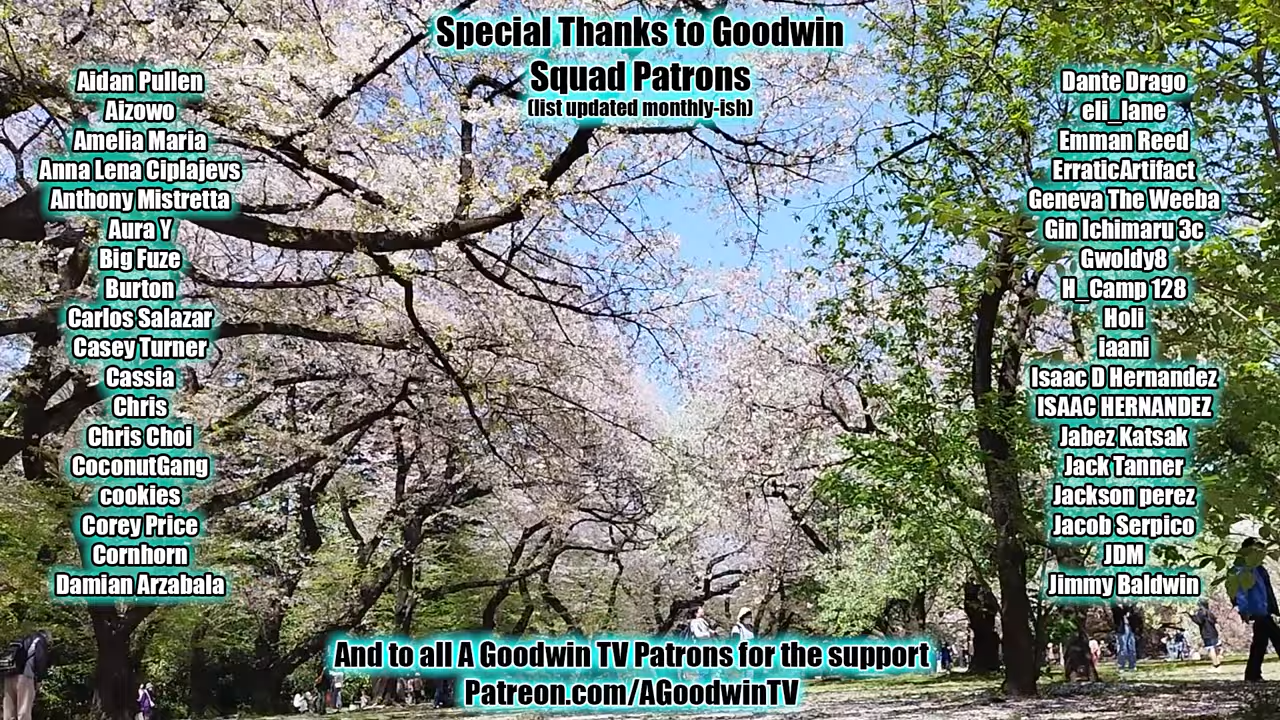 Special Thanks to Goodwin
Squad Patrons
(list updated monthly-ish)
Aidan Pullen
Aizowo
Amelia Maria
Anna Lena Ciplajevs
Anthony Mistretta
Aura Y
Big Fuze
Burton
Carlos Salazar
Casey Turner
Cassia
Chris
Chris Choi
CoconutGang
cookies
Corey Price
Cornhorn
Damian Arzabala
Dante Drago
eli_lane
Emman Reed
ErraticArtifact
Geneva The Weeba
Gin Ichimaru 3c
Gwoldy8
H_Camp 128
Holi
iaani
Isaac D Hernandez
ISAAC HERNANDEZ
Jabez Katsak
Jack Tanner
Jackson perez
Jacob Serpico
JDM
Jimmy Baldwin
And to all A Goodwin TV Patrons for the support
Patreon.com/AGoodwinTV